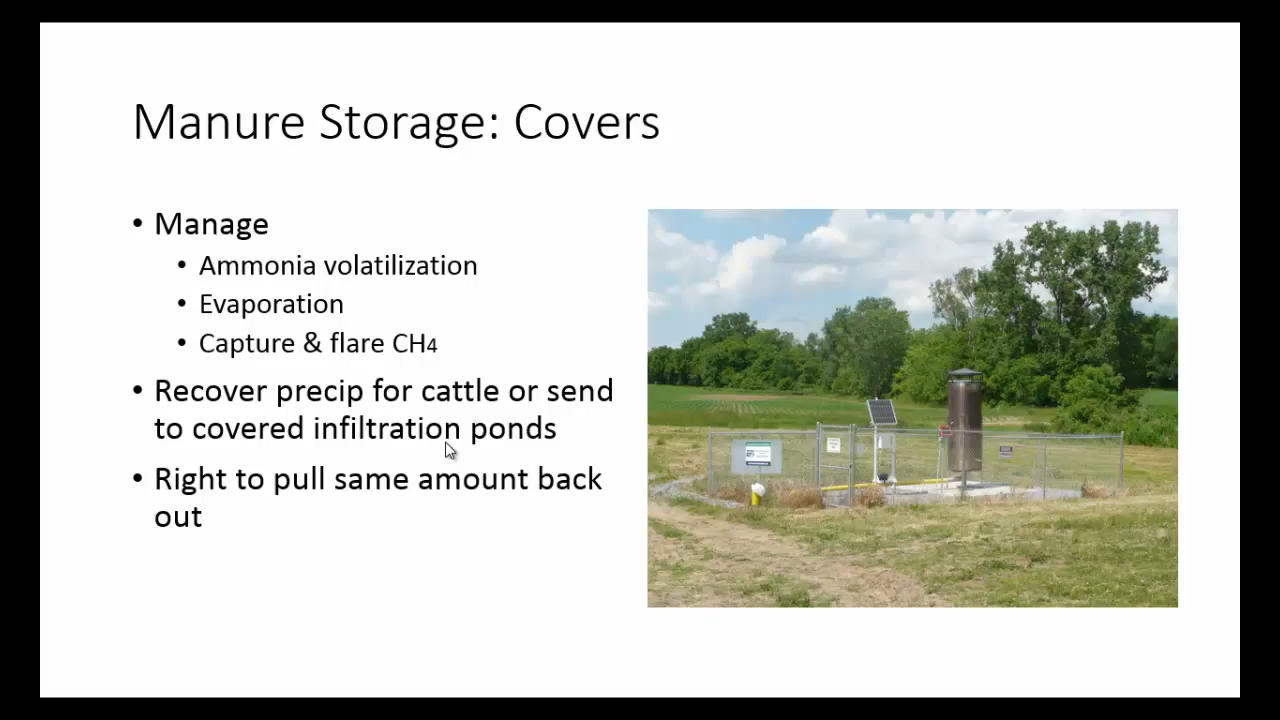 Manure Storage: Covers
• Manage
• Ammonia volatilization
• Evaporation
• Capture & flare CH4
• Recover precip for cattle or send
to covered infiltration ponds
• Right to pull same amount back
out